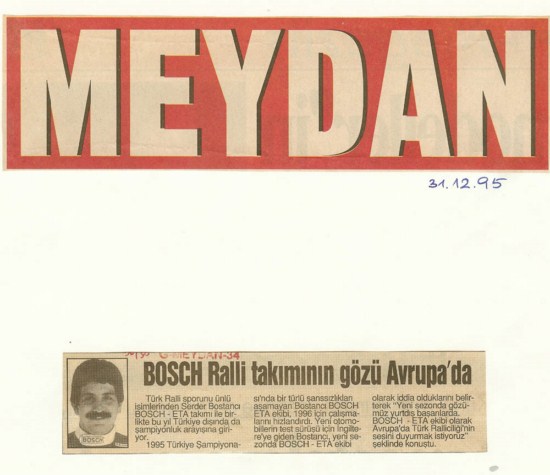 MEYDAN
31.12.95
G-MEYDAN-34
BOSCH Ralli takımının gözü Avrupa'da
Türk Ralli sporunu ünlü
isimlerinden Serder Bostancı
BOSCH - ETA takımı ile bir-
likte bu yıl Türkiye dışında da
şampiyonluk arayışına giri-
yor.
1995 Türkiye Şampiyona-
sı'nda bir türlü sanssızlıkları
aşamayan Bostancı BOSCH
ETA ekibi, 1996 için çalışma-
larını hızlandırdı. Yeni otomo-
billerin test sürüşü için İngilte-
re'ye giden Bostancı, yeni se-
zonda BOSCH - ETA ekibi
olarak iddia olduklarını belir-
terek "Yeni sezonda gözü-
müz yurtdışı başarılarda.
BOSCH - ETA ekibi olarak
Avrupa'da Türk Ralliciliği'nin
sesini duyurmak istiyoruz"
şeklinde konuştu.
BOSCH